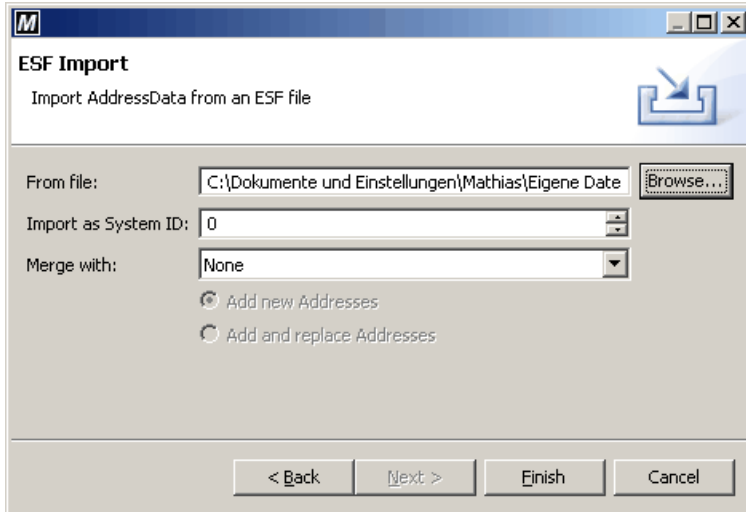 M
ESF Import
Import AddressData from an ESF file
From file: C:\Dokumente und Einstellungen\Mathias\Eigene Date Browse...
Import as System ID: 0
Merge with: None
Add new Addresses
Add and replace Addresses
< Back Next > Finish Cancel